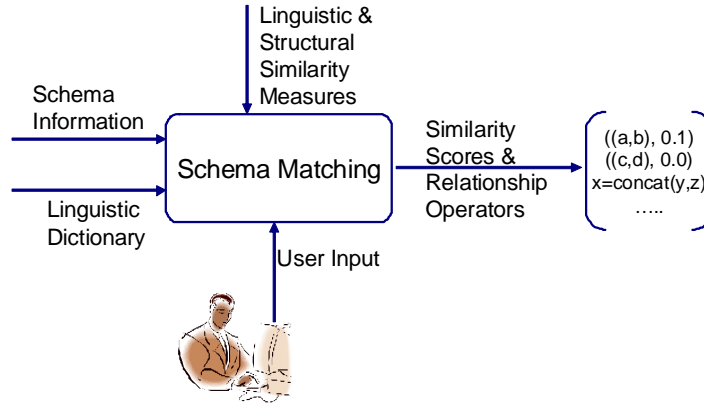 Linguistic &
Structural
Similarity
Measures
Schema
Information
Schema Matching
Linguistic
Dictionary
User Input
Similarity
Scores &
Relationship
Operators
((a,b), 0.1)
((c,d), 0.0)
x=concat(y,z)
.....